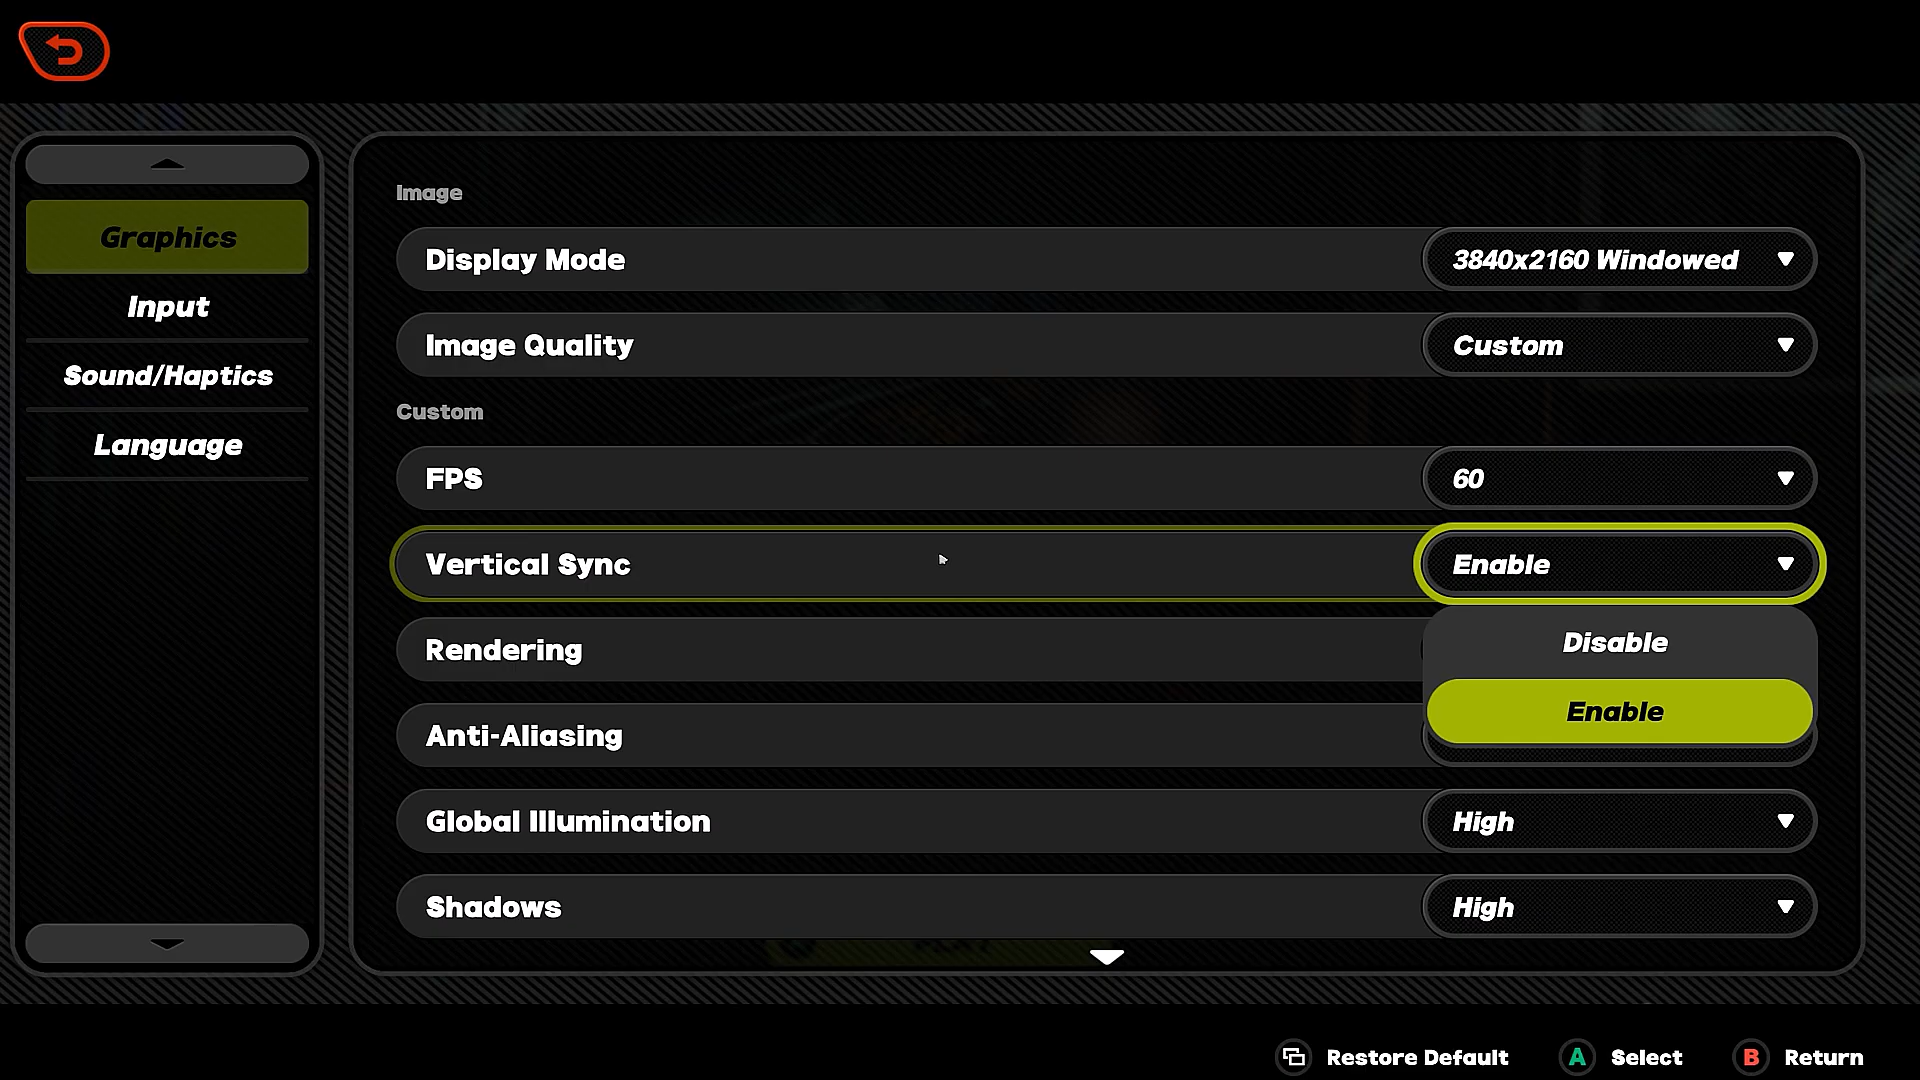 Image
Graphics
Display Mode
3840x2160 Windowed
Input
Image Quality
Custom
Sound/Haptics
Custom
Language
FPS
60
Vertical Sync
Enable
Rendering
Disable
Enable
Anti-Aliasing
Global Illumination
High
Shadows
High
Restore Default
A Select
B Return